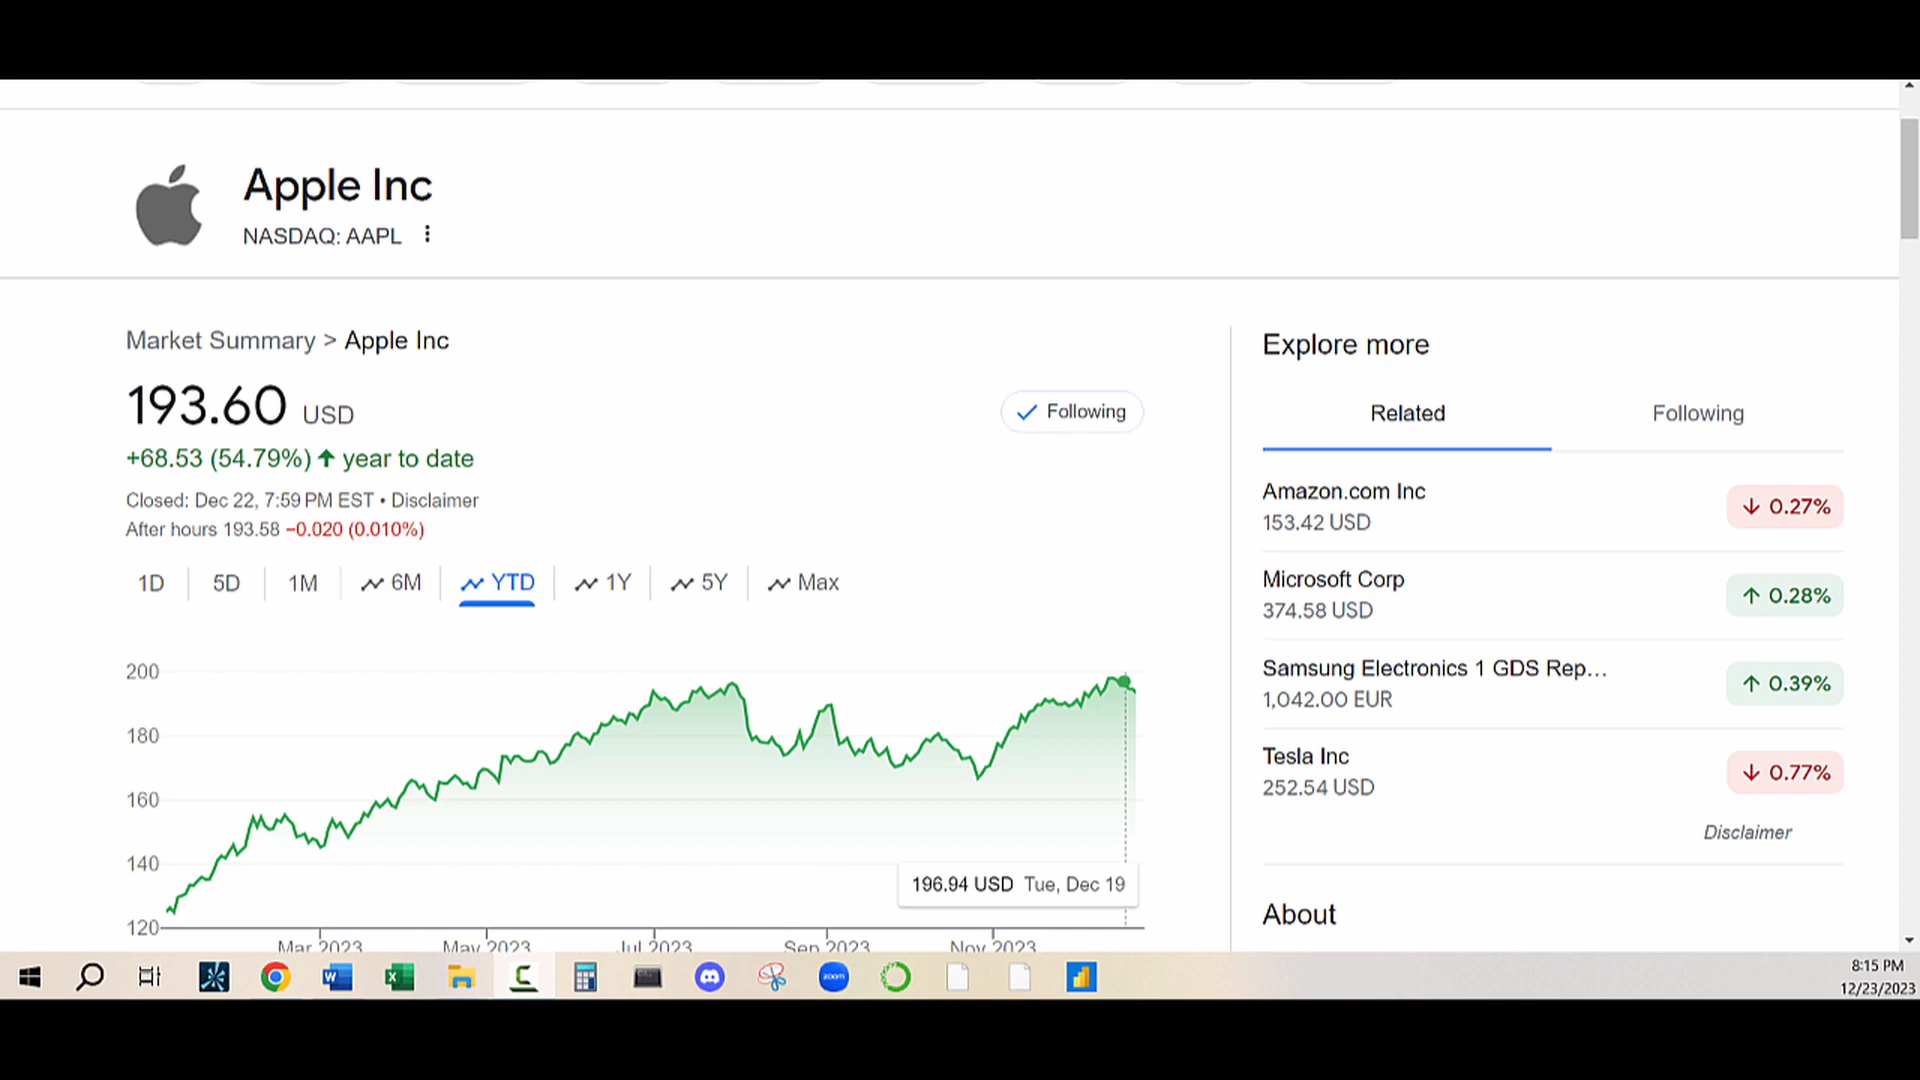 Apple Inc
NASDAQ: AAPL
Market Summary > Apple Inc
193.60 USD
Following
+68.53 (54.79%) year to date
Closed: Dec 22, 7:59 PM EST • Disclaimer
After hours 193.58 −0.020 (0.010%)
1D 5D 1M 6M YTD 1Y 5Y Max
200
180
160
140
120
196.94 USD Tue, Dec 19
Mar 2023 May 2023 Jul 2023 Sep 2023 Nov 2023
Explore more
Related Following
Amazon.com Inc
153.42 USD
0.27%
Microsoft Corp
374.58 USD
0.28%
Samsung Electronics 1 GDS Rep...
1,042.00 EUR
0.39%
Tesla Inc
252.54 USD
0.77%
Disclaimer
About
zoom
8:15 PM
12/23/2023